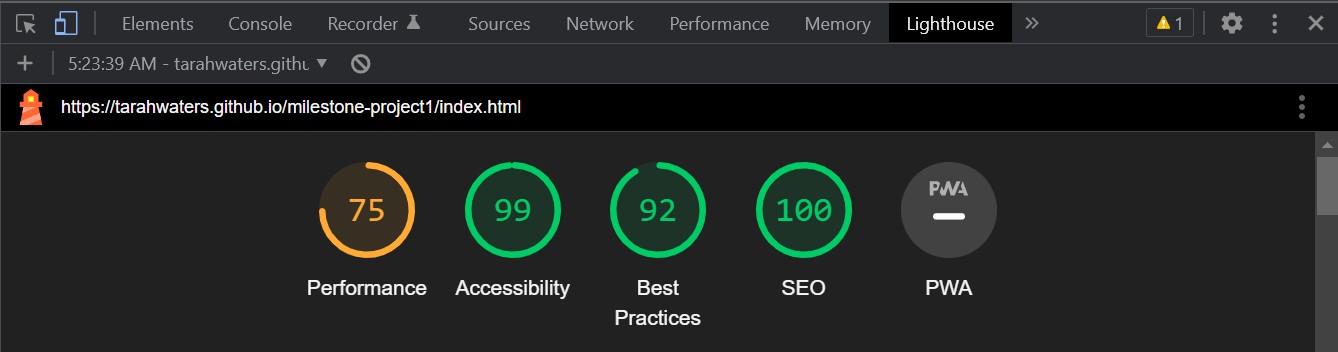 Elements Console Recorder Sources Network Performance Memory Lighthouse » 1
+ 5:23:39 AM - tarahwaters.githu
https://tarahwaters.github.io/milestone-project1/index.html
75 99 92 100 PWA
Performance Accessibility Best SEO PWA
Practices